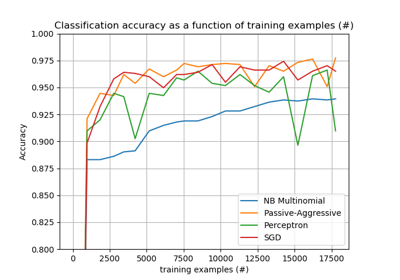 Classification accuracy as a function of training examples (#)
1.000
0.975
0.950
0.925
0.900
0.875
0.850
0.825
0.800
Accuracy
NB Multinomial
Passive-Aggressive
Perceptron
SGD
0 2500 5000 7500 10000 12500 15000 17500
training examples (#)